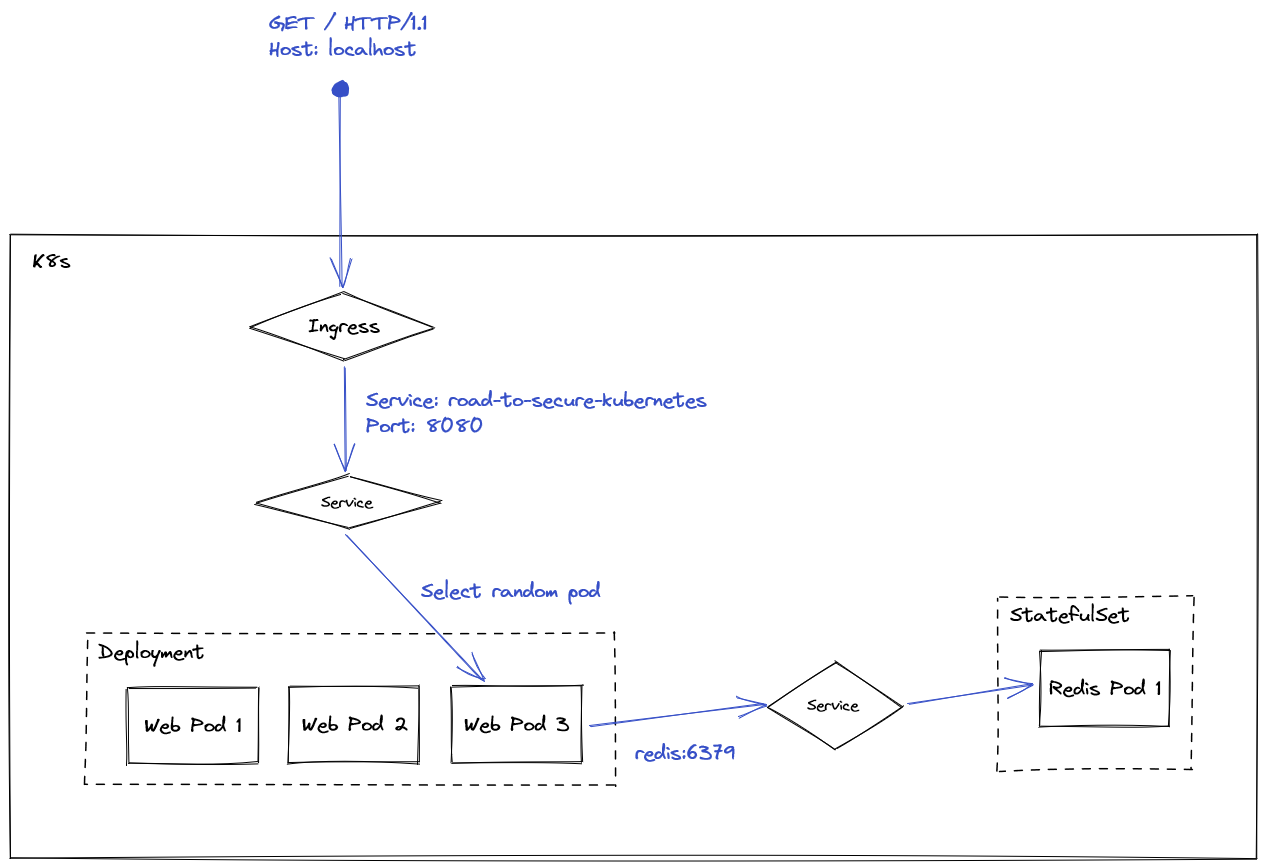 GET / HTTP/1.1
Host: localhost
K8s
Ingress
Service: road-to-secure-kubernetes
Port: 8080
Service
Select random pod
Deployment
Web Pod 1
Web Pod 2
Web Pod 3
redis:6379
Service
StatefulSet
Redis Pod 1